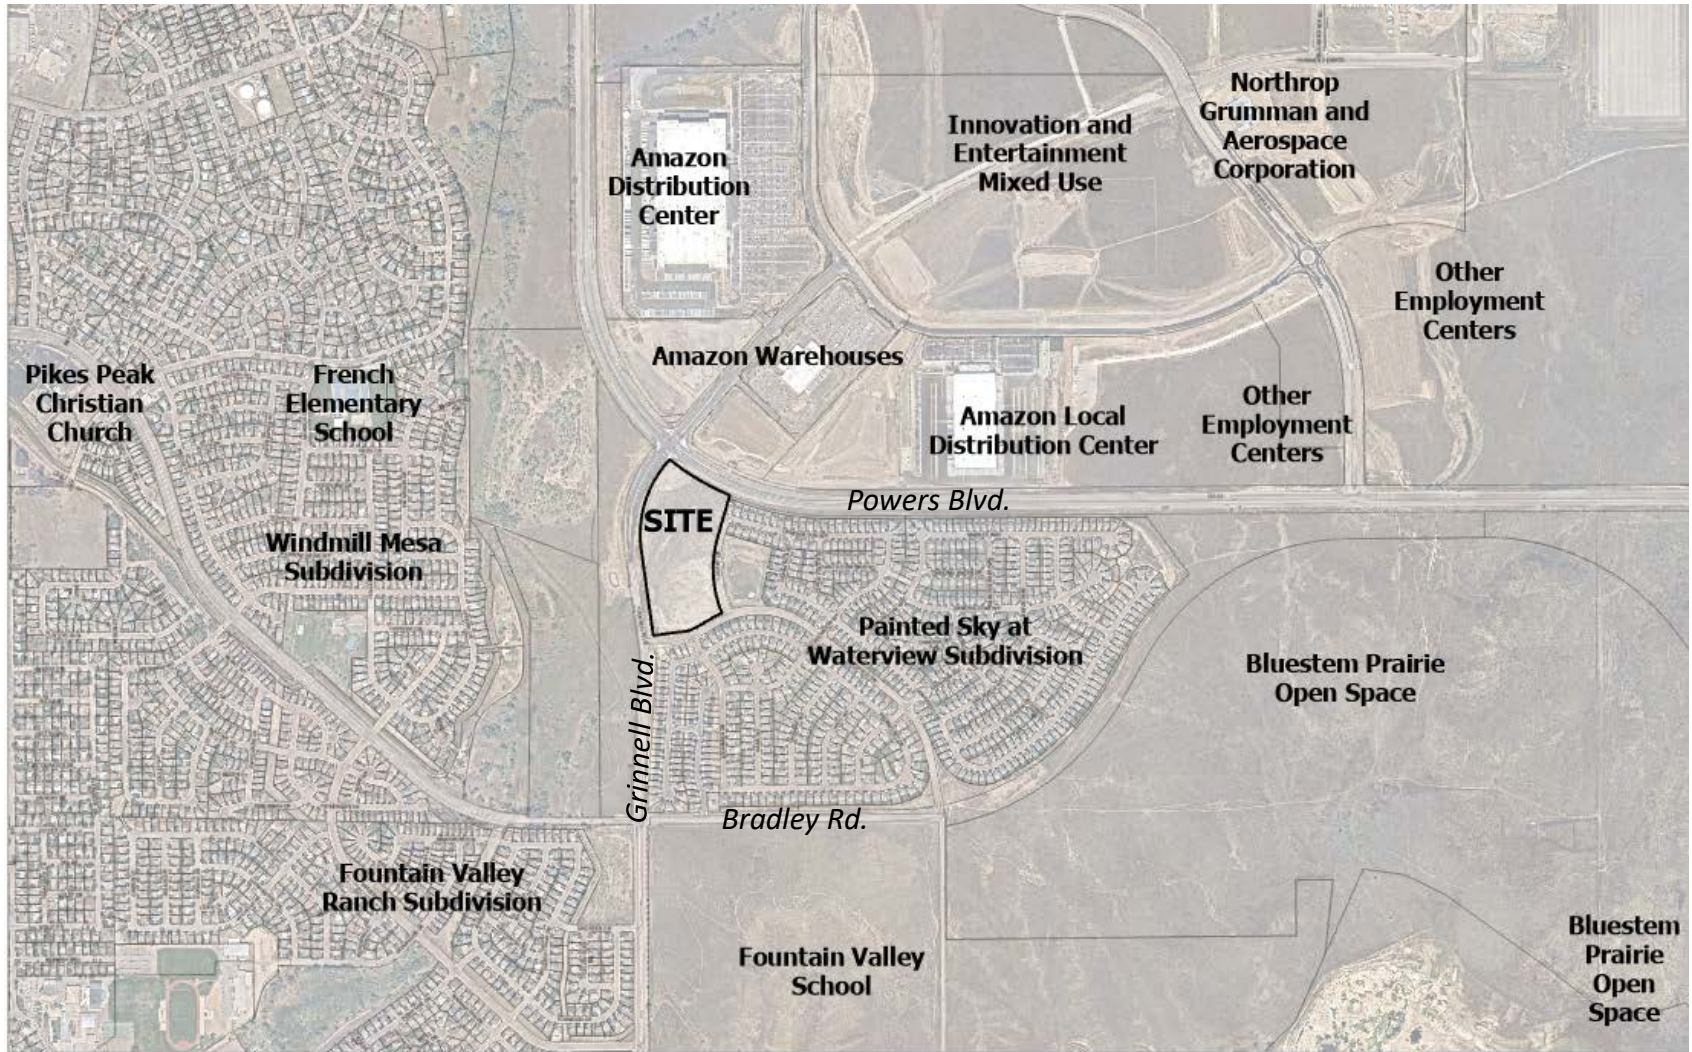 Northrop
Grumman and
Aerospace
Corporation
Innovation and
Entertainment
Mixed Use
Amazon
Distribution
Center
Other
Employment
Centers
Amazon Warehouses
Pikes Peak
Christian
Church
French
Elementary
School
Other
Employment
Centers
Amazon Local
Distribution Center
Powers Blvd.
SITE
Windmill Mesa
Subdivision
Painted Sky at
Waterview Subdivision
Bluestem Prairie
Open Space
Grinnell Blvd.
Bradley Rd.
Fountain Valley
Ranch Subdivision
Fountain Valley
School
Bluestem
Prairie
Open
Space